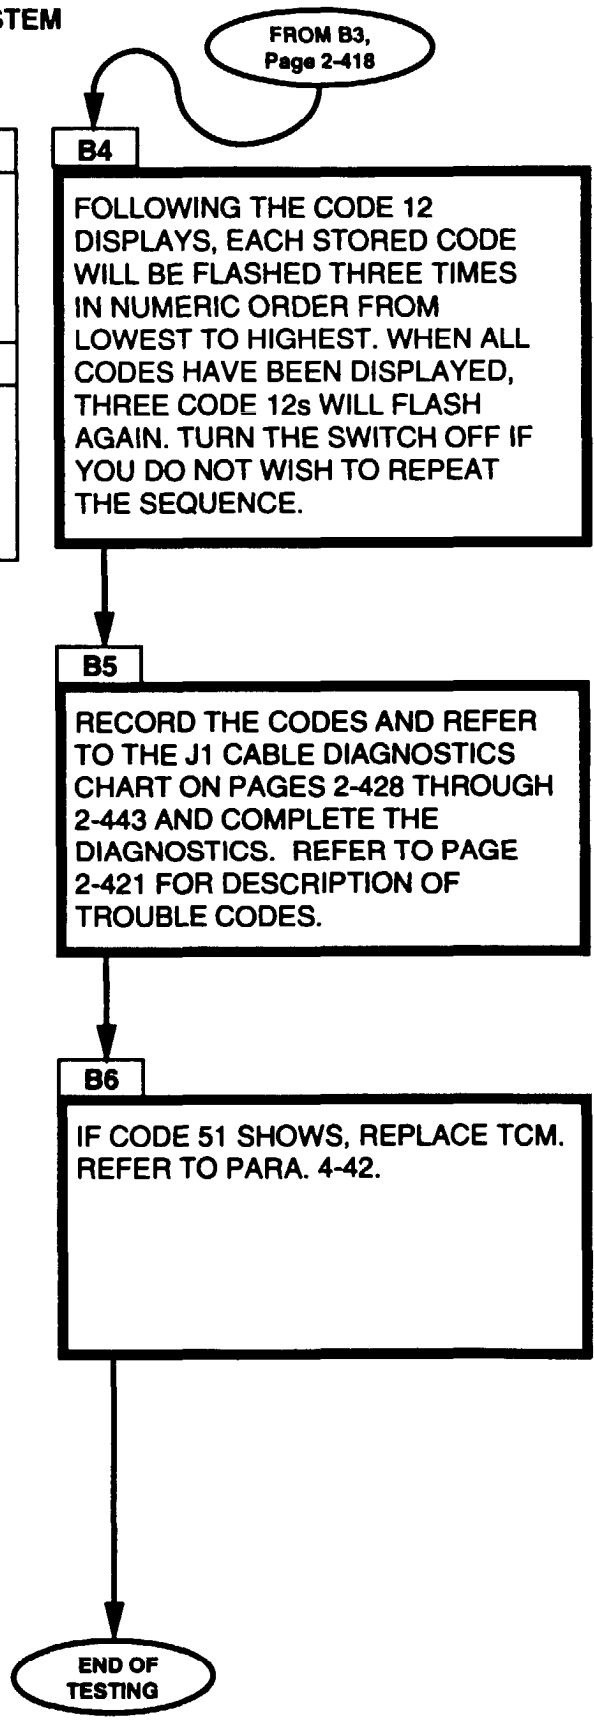 STEM
FROM B3,
Page 2-418
B4
FOLLOWING THE CODE 12
DISPLAYS, EACH STORED CODE
WILL BE FLASHED THREE TIMES
IN NUMERIC ORDER FROM
LOWEST TO HIGHEST. WHEN ALL
CODES HAVE BEEN DISPLAYED,
THREE CODE 12s WILL FLASH
AGAIN. TURN THE SWITCH OFF IF
YOU DO NOT WISH TO REPEAT
THE SEQUENCE.
B5
RECORD THE CODES AND REFER
TO THE J1 CABLE DIAGNOSTICS
CHART ON PAGES 2-428 THROUGH
2-443 AND COMPLETE THE
DIAGNOSTICS. REFER TO PAGE
2-421 FOR DESCRIPTION OF
TROUBLE CODES.
B6
IF CODE 51 SHOWS, REPLACE TCM.
REFER TO PARA. 4-42.
END OF
TESTING